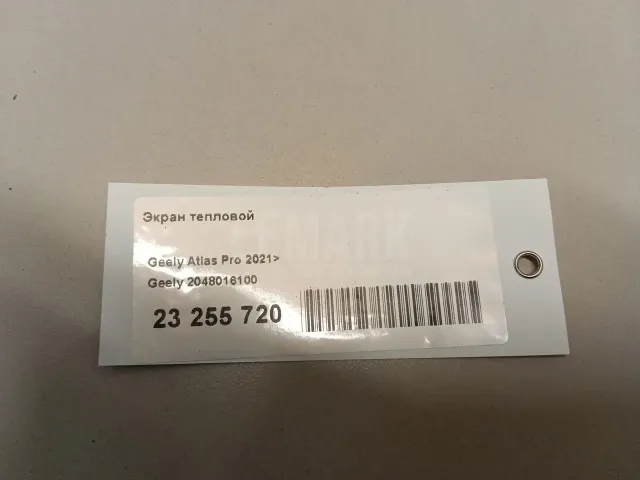 Экран тепловой
Geely Atlas Pro 2021>
Geely 2048016100
23 255 720